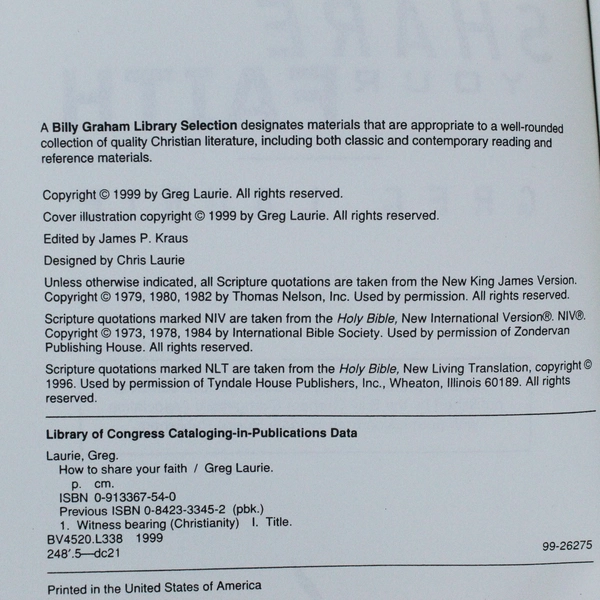 A Billy Graham Library Selection designates materials that are appropriate to a well-rounded
collection of quality Christian literature, including both classic and contemporary reading and
reference materials.
Copyright © 1999 by Greg Laurie. All rights reserved.
Cover illustration copyright © 1999 by Greg Laurie. All rights reserved.
Edited by James P. Kraus
Designed by Chris Laurie
Unless otherwise indicated, all Scripture quotations are taken from the New King James Version.
Copyright © 1979, 1980, 1982 by Thomas Nelson, Inc. Used by permission. All rights reserved.
Scripture quotations marked NIV are taken from the Holy Bible, New International Version®. NIV®.
Copyright © 1973, 1978, 1984 by International Bible Society. Used by permission of Zondervan
Publishing House. All rights reserved.
Scripture quotations marked NLT are taken from the Holy Bible, New Living Translation, copyright ©
1996. Used by permission of Tyndale House Publishers, Inc., Wheaton, Illinois 60189. All rights
reserved.
Library of Congress Cataloging-in-Publications Data
Laurie, Greg.
How to share your faith / Greg Laurie.
p. cm.
ISBN 0-913367-54-0
Previous ISBN 0-8423-3345-2 (pbk.)
1. Witness bearing (Christianity) I. Title.
BV4520.L338 1999
248'.5—dc21 99-26275
Printed in the United States of America